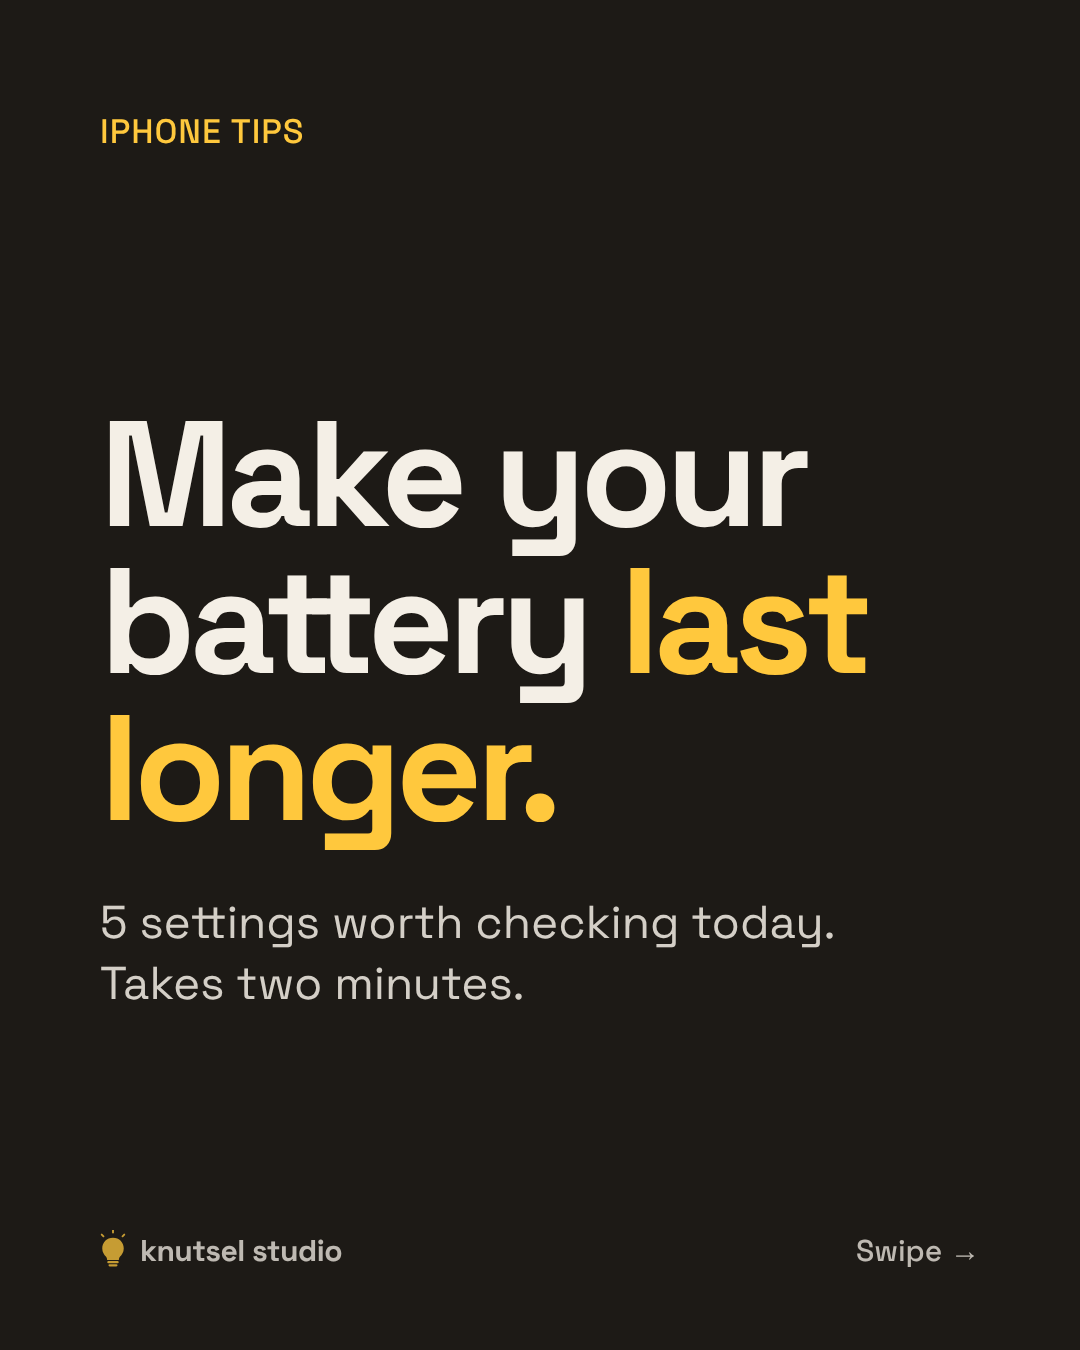 IPHONE TIPS
Make your
battery last
longer.
5 settings worth checking today.
Takes two minutes.
knutsel studio
Swipe →